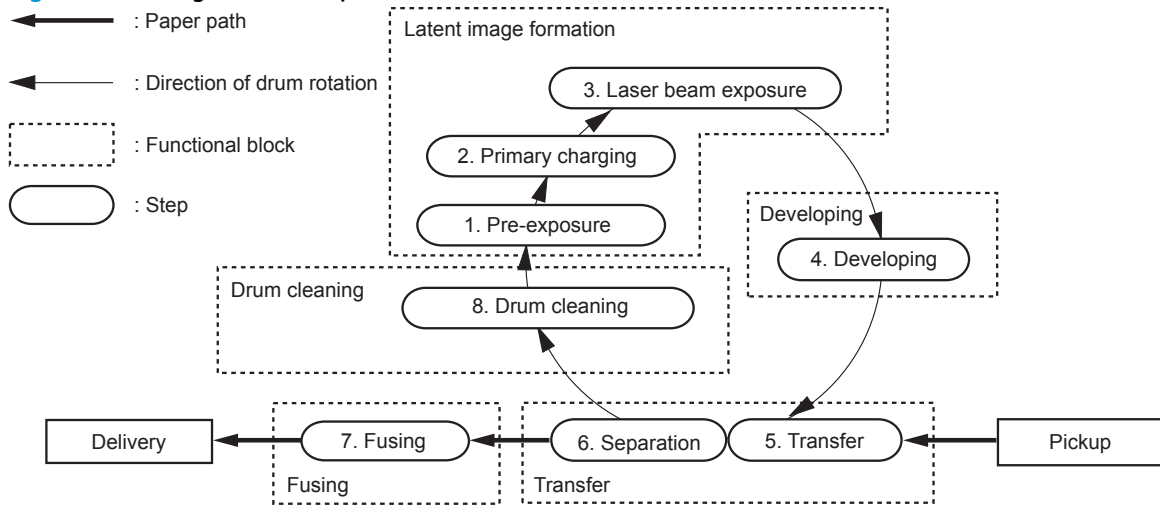 : Paper path
: Direction of drum rotation
: Functional block
: Step
Latent image formation
3. Laser beam exposure
2. Primary charging
1. Pre-exposure
Developing
4. Developing
Drum cleaning
8. Drum cleaning
Delivery
7. Fusing
6. Separation
5. Transfer
Pickup
Fusing
Transfer